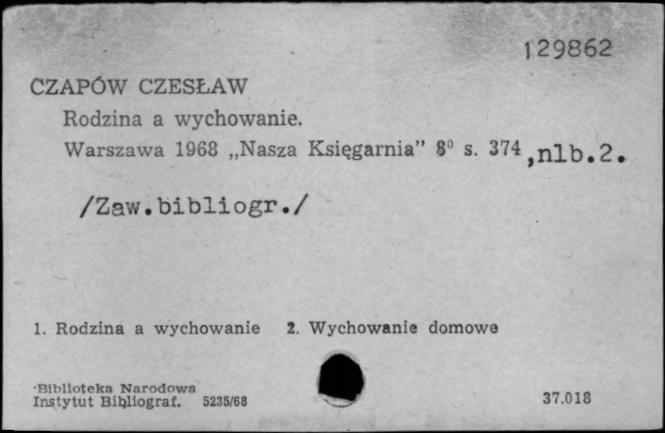 129862
CZAPÓW CZESŁAW
Rodzina a wychowanie.
Warszawa 1968 „Nasza Księgarnia” 8⁰ s. 374 ,nlb.2.
/Zaw.bibliogr./
1. Rodzina a wychowanie 2. Wychowanie domowe
Biblioteka Narodowa
Instytut Bibliograf. 5235/68
37.018